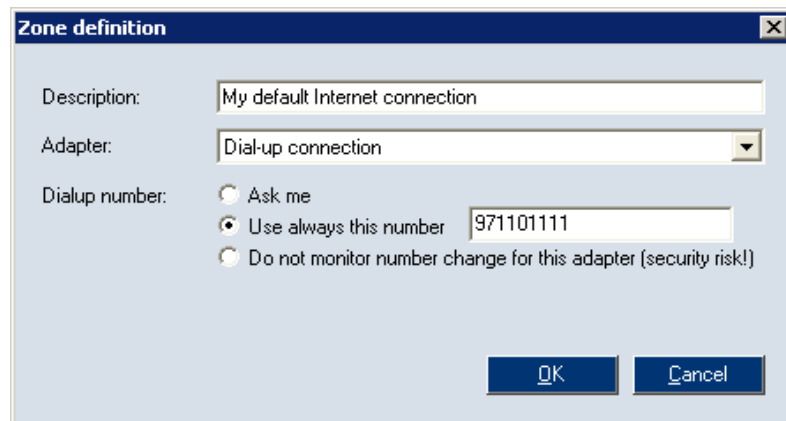 Zone definition
Description: My default Internet connection
Adapter: Dial-up connection
Dialup number: Ask me
Use always this number 971101111
Do not monitor number change for this adapter (security risk!)
OK Cancel